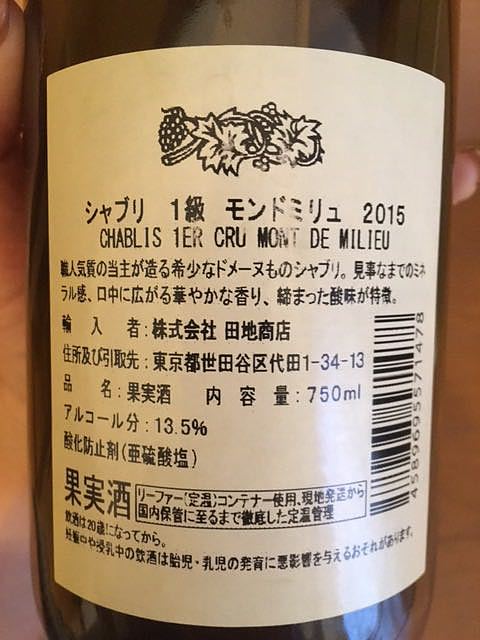 シャブリ 1級 モンドミリュ 2015
CHABLIS 1ER CRU MONT DE MILIEU
職人気質の当主が造る希少なドメーヌものシャブリ。見事なまでのミネ
ラル感、口中に広がる華やかな香り、締まった酸味が特徴。
輸入者:株式会社 田地商店
住所及び引取先:東京都世田谷区代田1-34-13
品名:果実酒 内容量:750ml
アルコール分:13.5%
酸化防止剤(亜硫酸塩)
果実酒
リーファー(定温)コンテナー使用、現地発送から
国内保管に至るまで徹底した定温管理
飲酒は20歳になってから。
妊娠中や授乳中の飲酒は胎児・乳児の発育に悪影響を与えるおそれがあります。
4589695571478